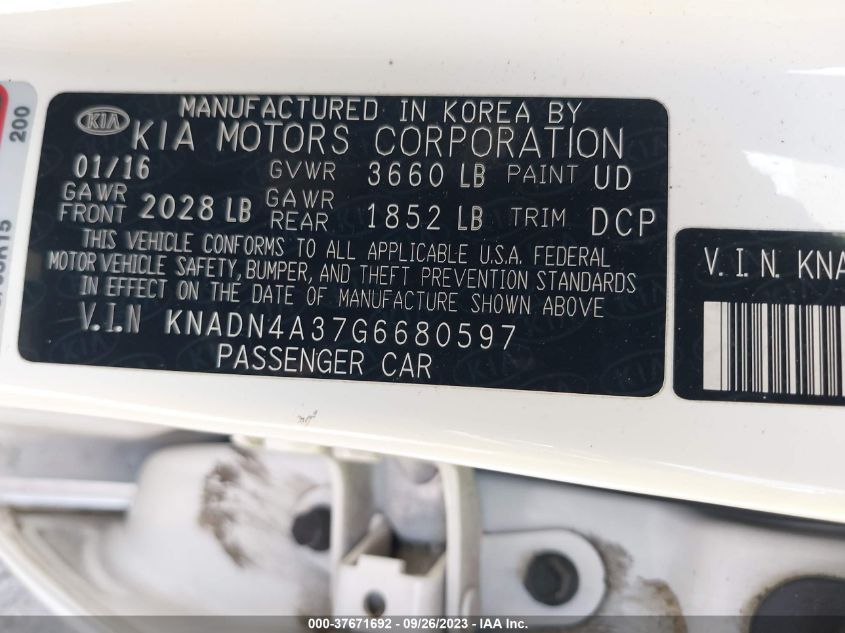 MANUFACTURED IN KOREA BY
KIA KIA MOTORS CORPORATION
01/16 GVWR 3660 LB PAINT UD
GAWR FRONT 2028 LB GAWR REAR 1852 LB TRIM DCP
THIS VEHICLE CONFORMS TO ALL APPLICABLE U.S.A. FEDERAL
MOTOR VEHICLE SAFETY, BUMPER, AND THEFT PREVENTION STANDARDS
IN EFFECT ON THE DATE OF MANUFACTURE SHOWN ABOVE
V.I.N KNADN4A37G6680597
PASSENGER CAR
V.I.N. KNA
200
000-37671692 - 09/26/2023 - IAA Inc.